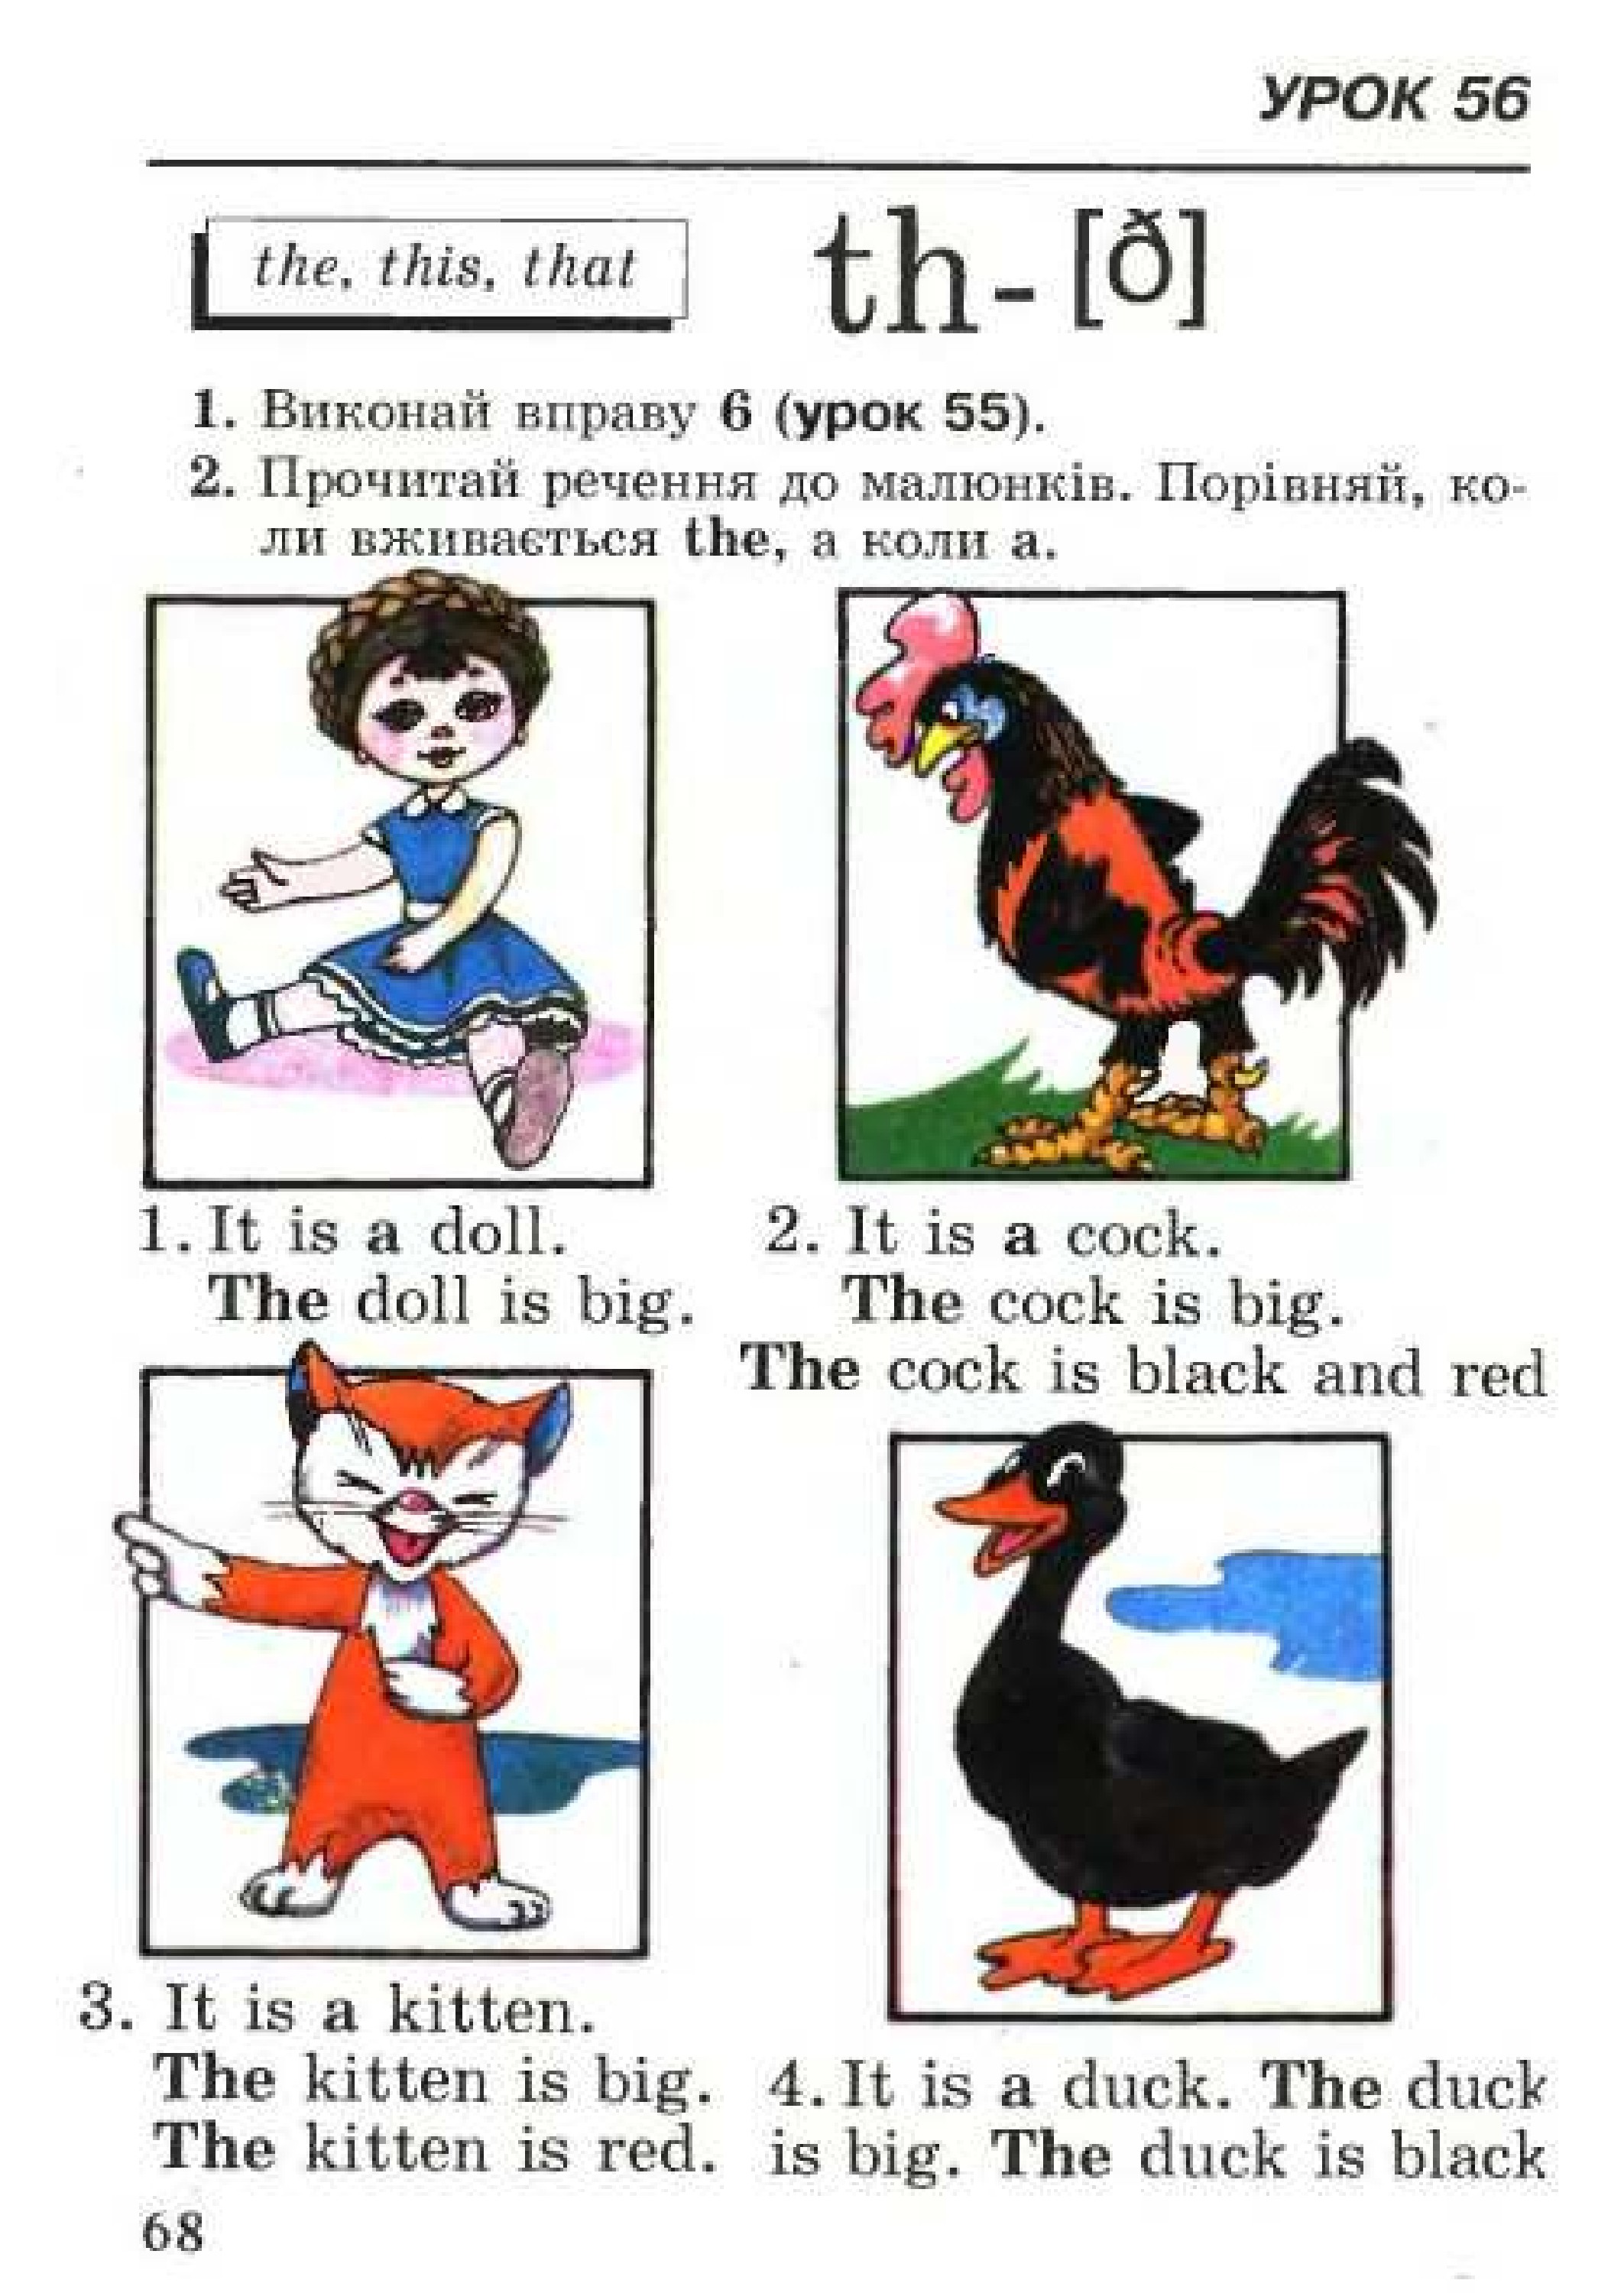 УРОК 56
the, this, that
th- [ð]
1. Виконай вправу 6 (урок 55).
2. Прочитай речення до малюнків. Порівняй, ко-
ли вживається the, а коли a.
1. It is a doll.
The doll is big.
2. It is a cock.
The cock is big.
The cock is black and red
3. It is a kitten.
The kitten is big.
The kitten is red.
4. It is a duck. The duck
is big. The duck is black
68